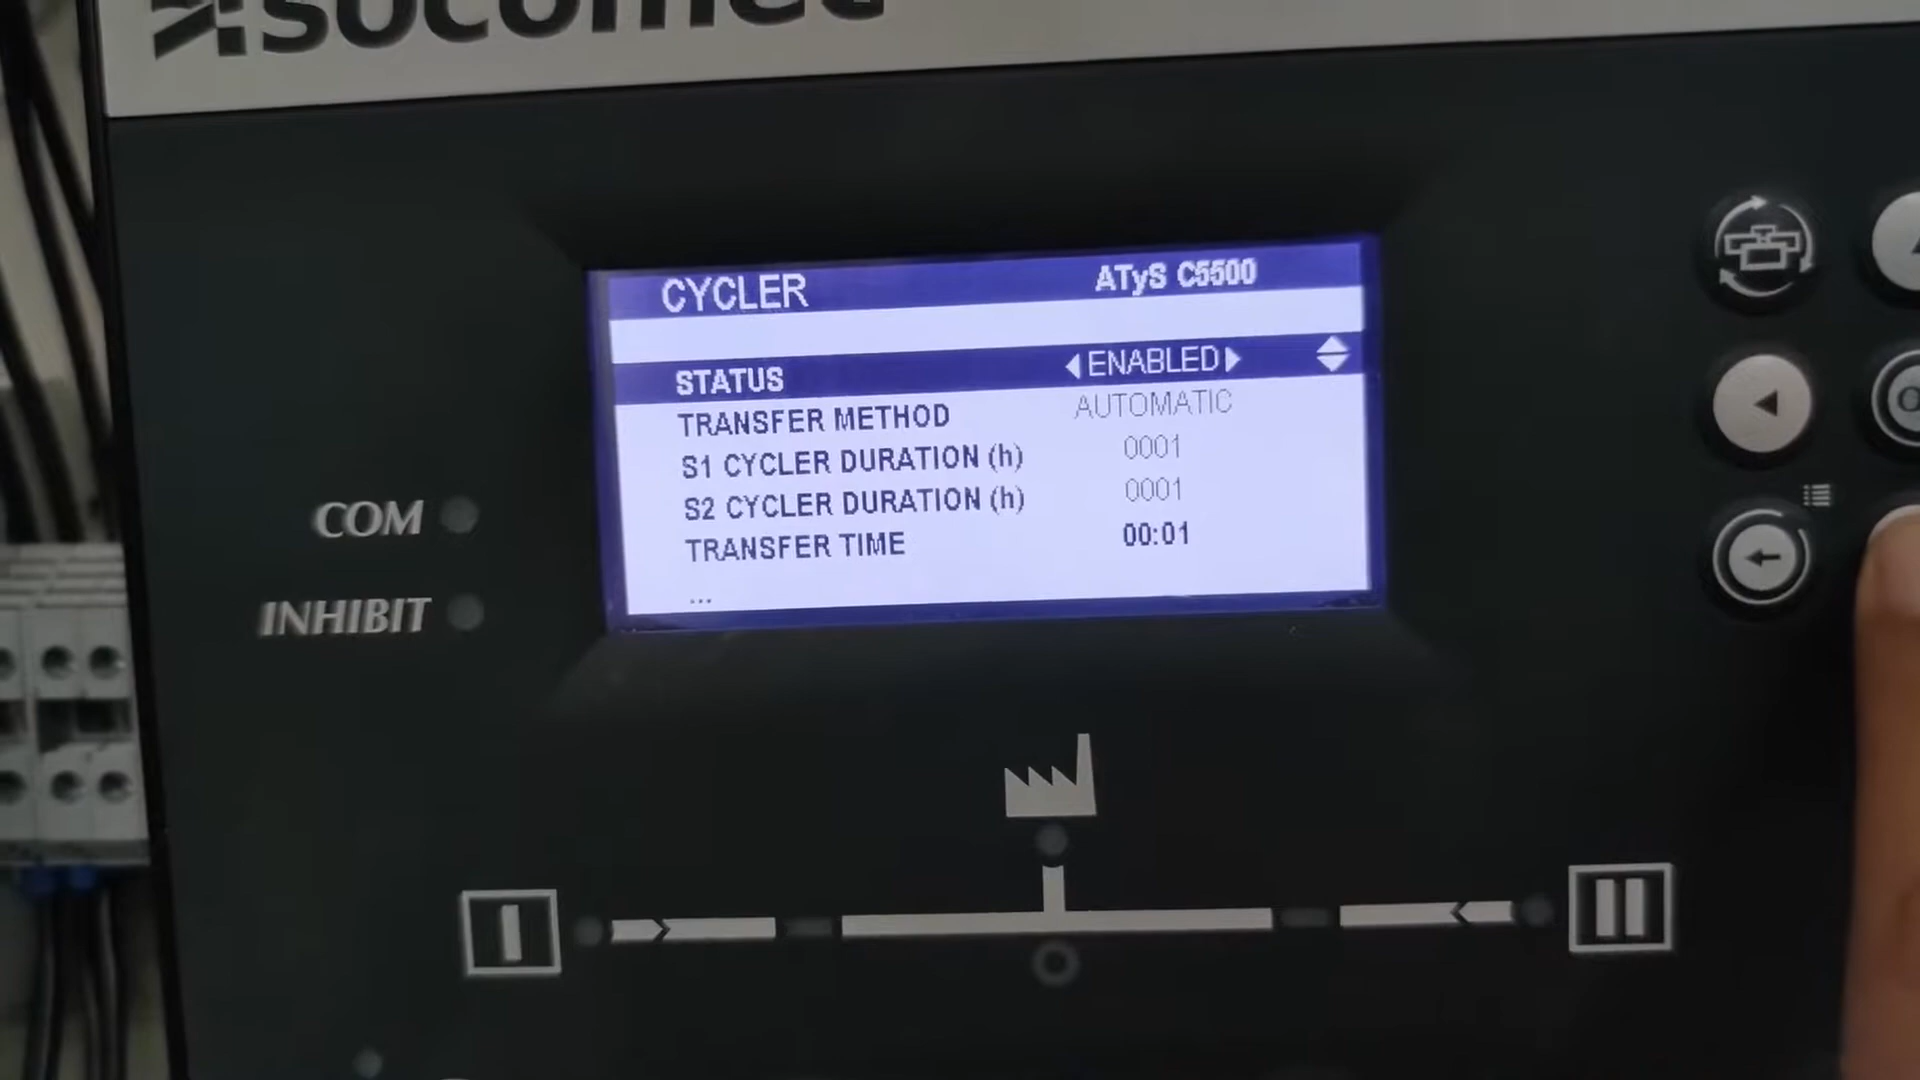 socomec
CYCLER ATyS C5500
STATUS ENABLED
TRANSFER METHOD AUTOMATIC
S1 CYCLER DURATION (h) 0001
S2 CYCLER DURATION (h) 0001
TRANSFER TIME 00:01
...
COM
INHIBIT
I II